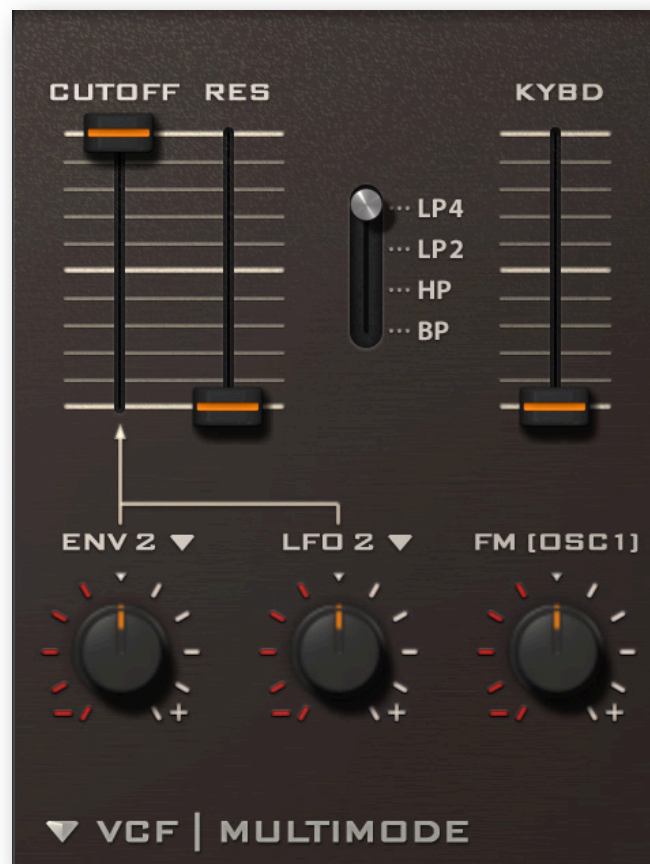 CUTOFF RES KYBD
LP4
LP2
HP
BP
ENV 2 LFO 2 FM [OSC1]
- + - + - +
VCF | MULTIMODE